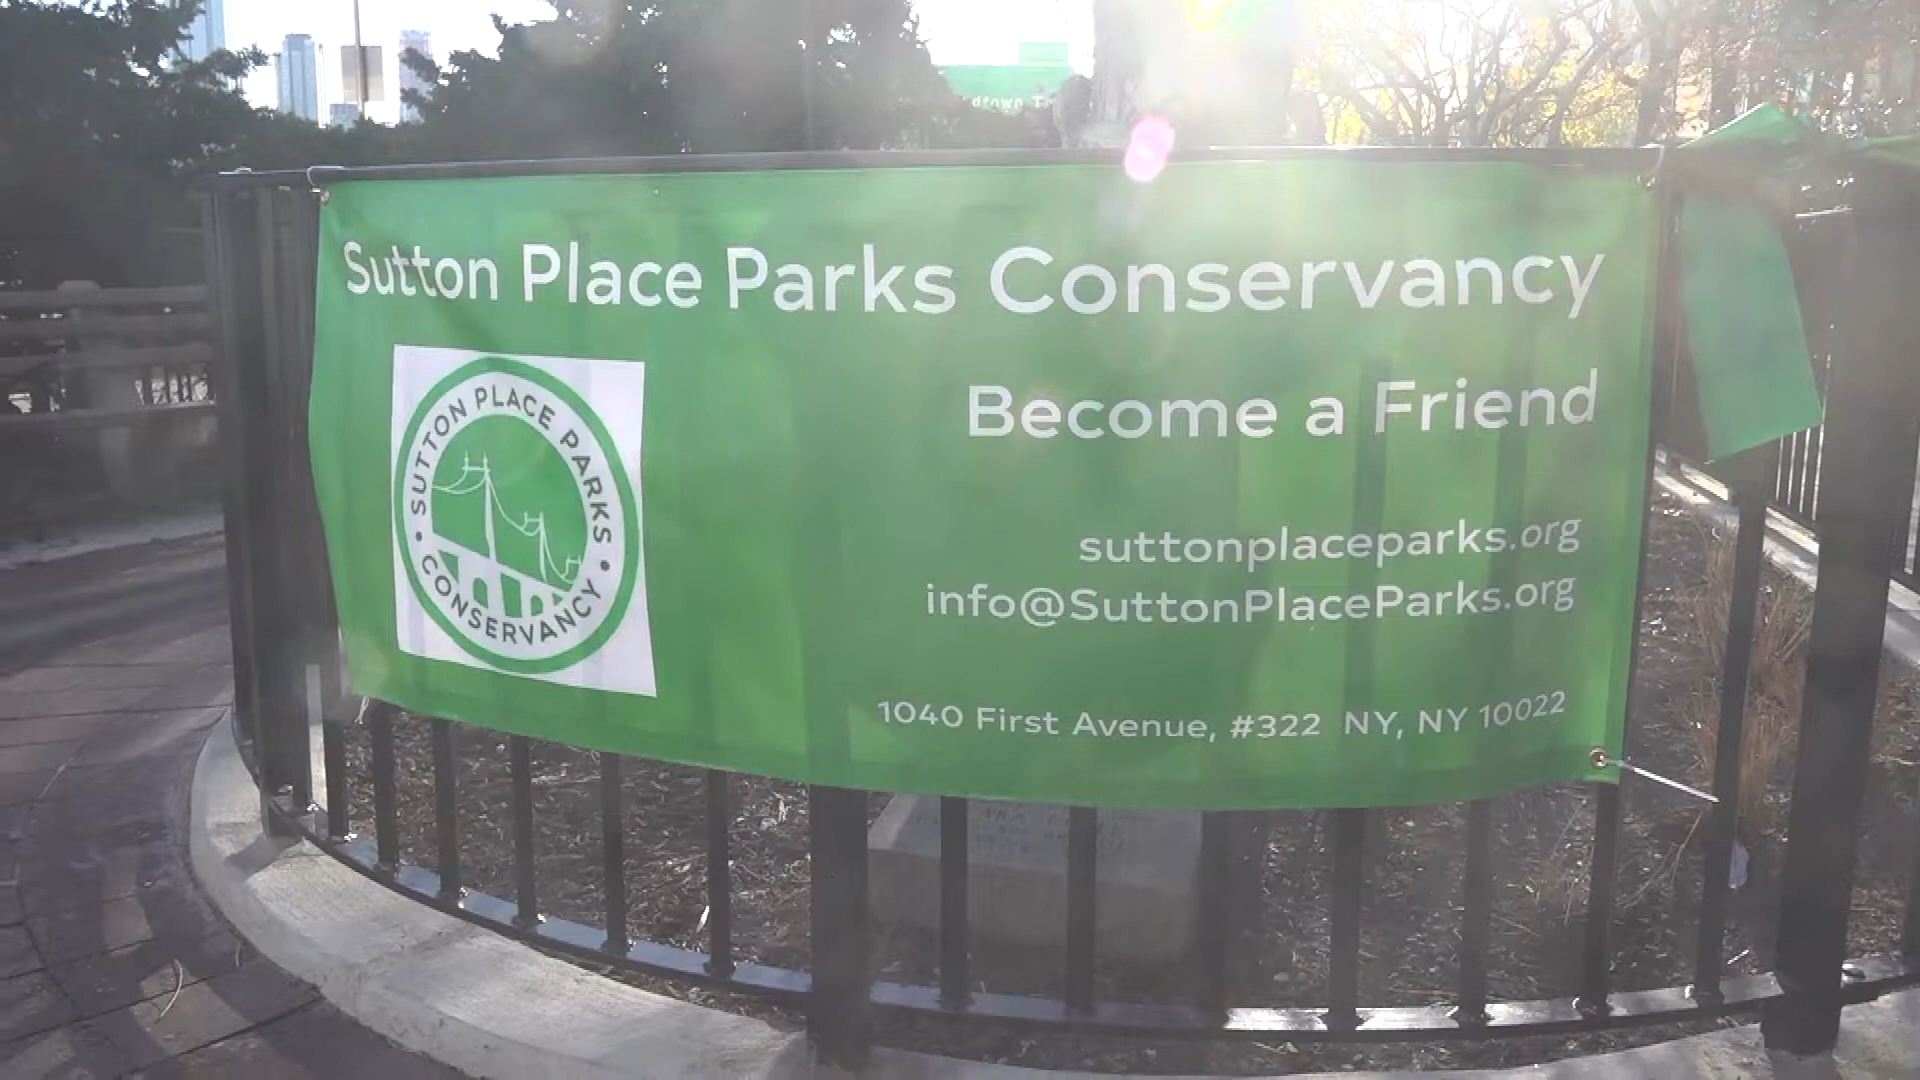 Sutton Place Parks Conservancy
SUTTON PLACE PARKS
• CONSERVANCY •
Become a Friend
suttonplaceparks.org
info@SuttonPlaceParks.org
1040 First Avenue, #322 NY, NY 10022